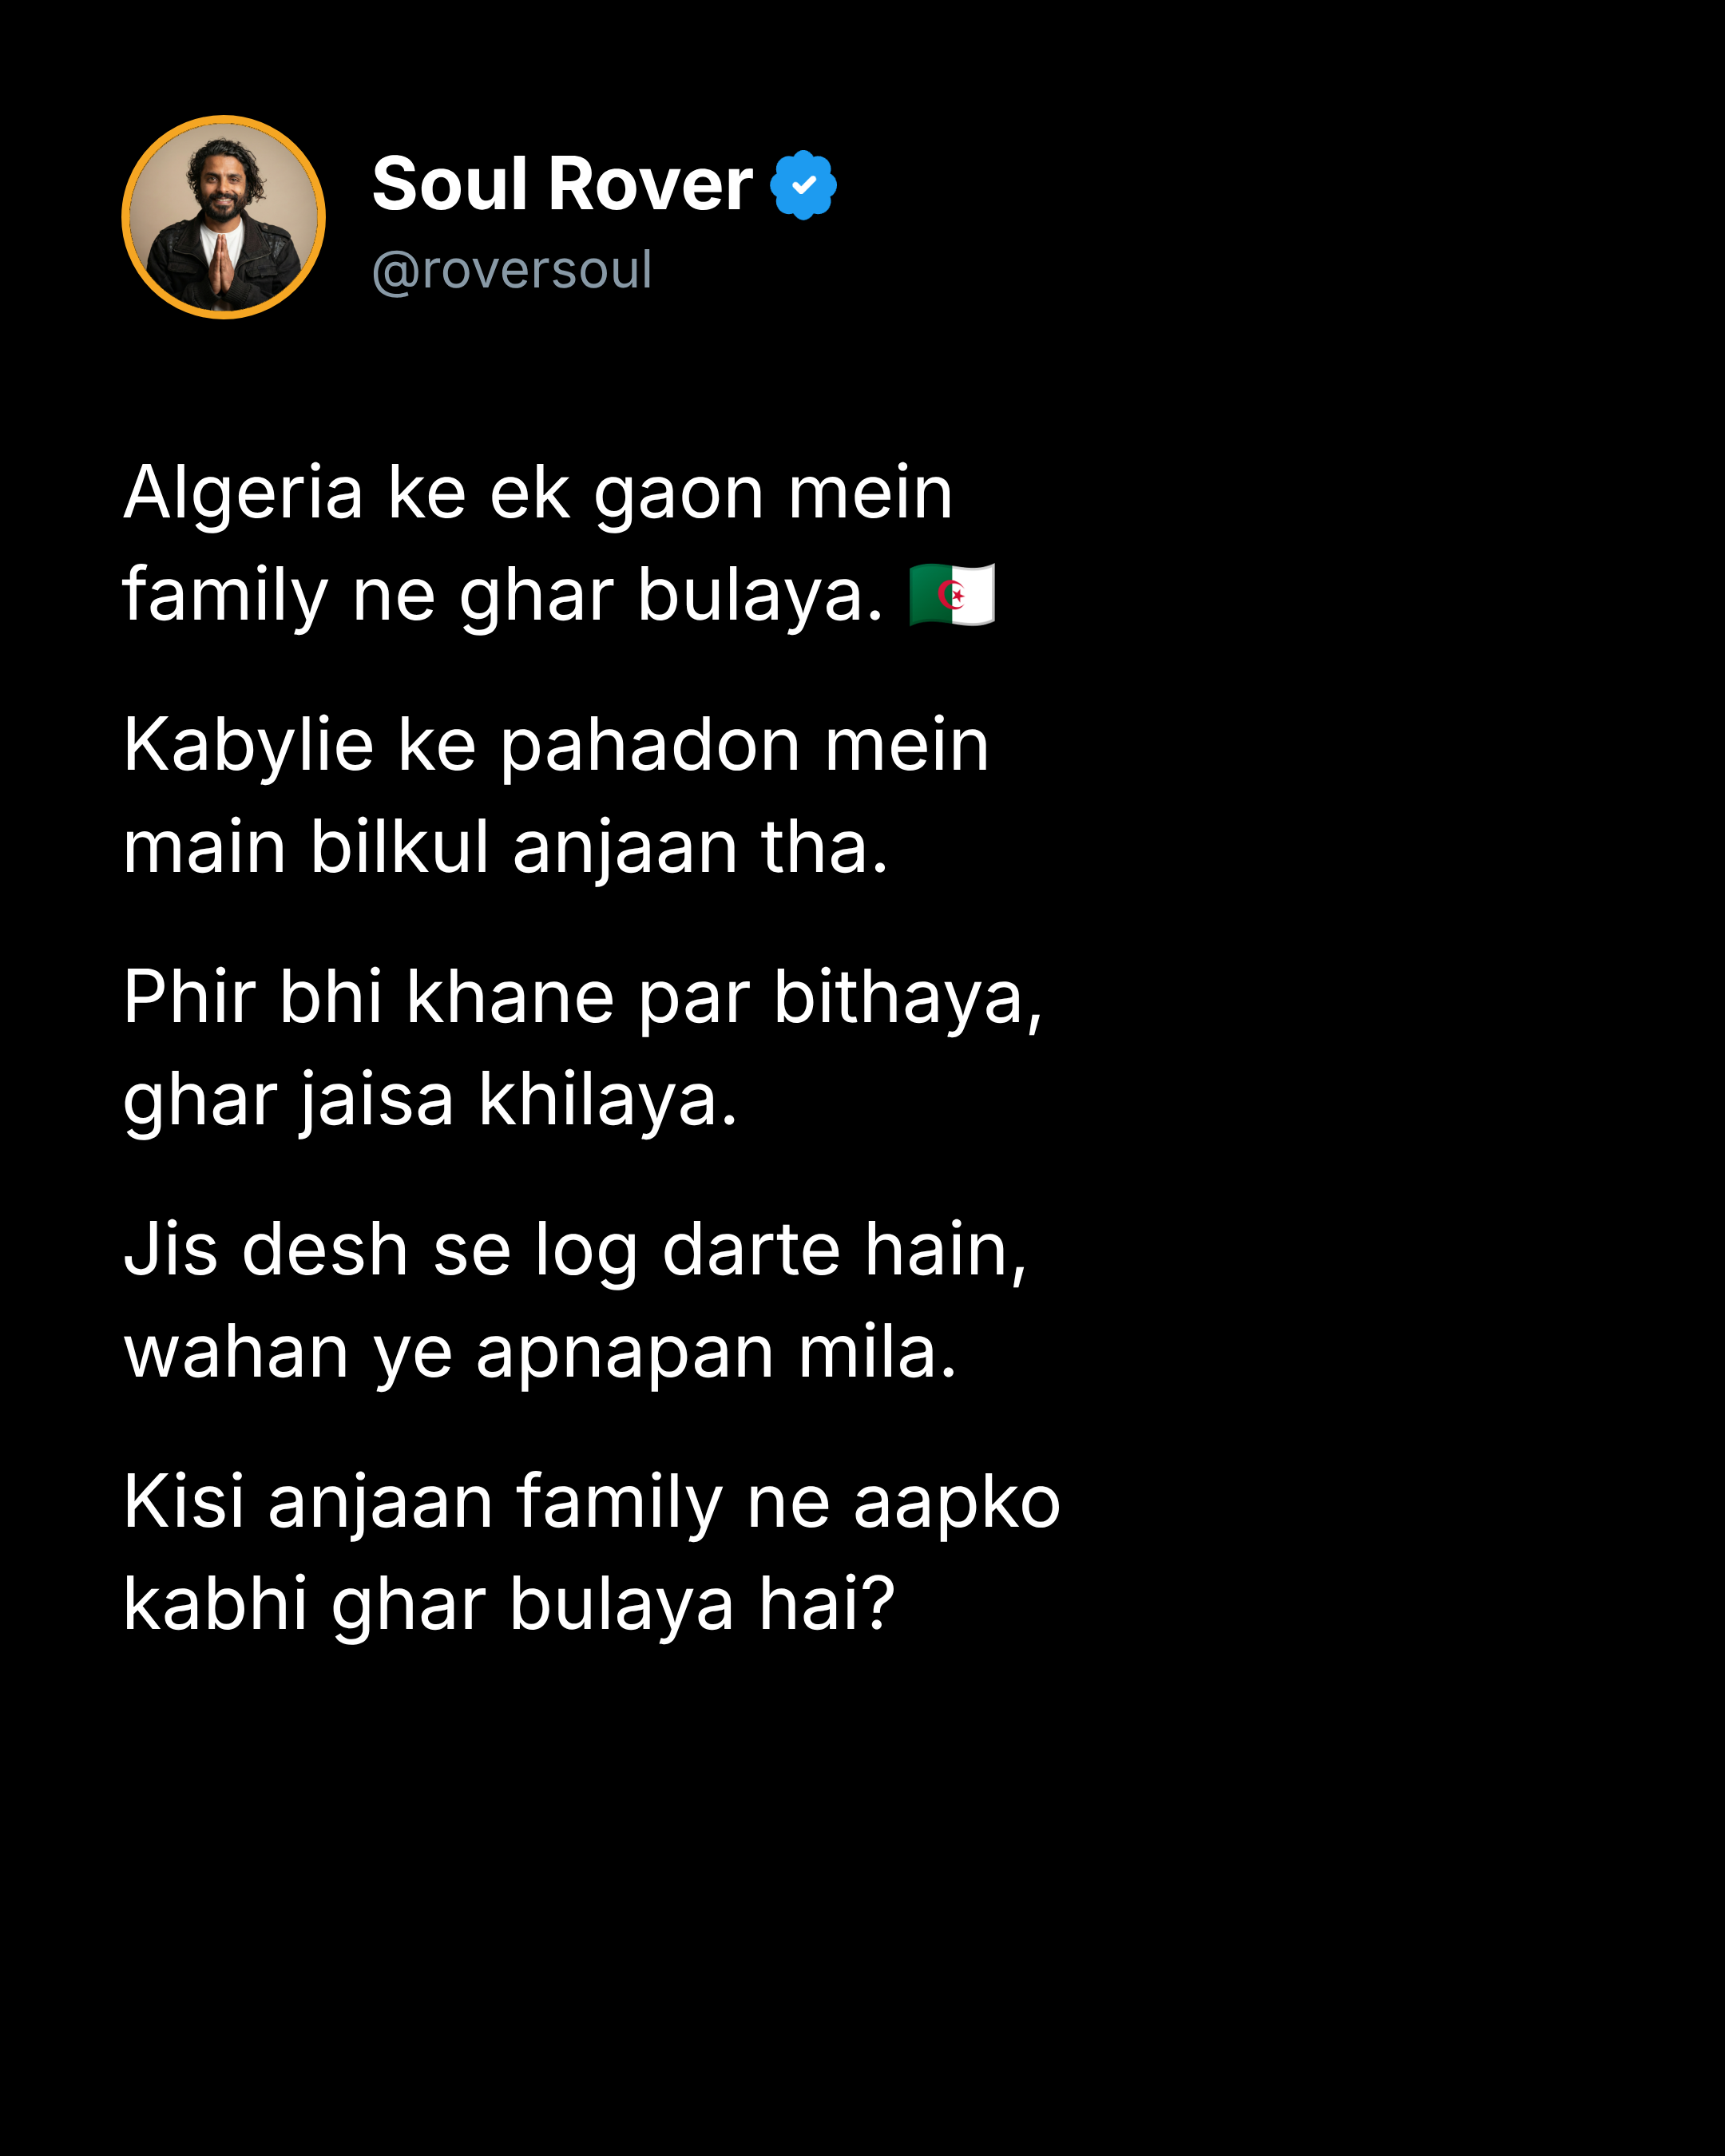 Soul Rover
@roversoul
Algeria ke ek gaon mein
family ne ghar bulaya. 🇩🇿
Kabylie ke pahadon mein
main bilkul anjaan tha.
Phir bhi khane par bithaya,
ghar jaisa khilaya.
Jis desh se log darte hain,
wahan ye apnapan mila.
Kisi anjaan family ne aapko
kabhi ghar bulaya hai?